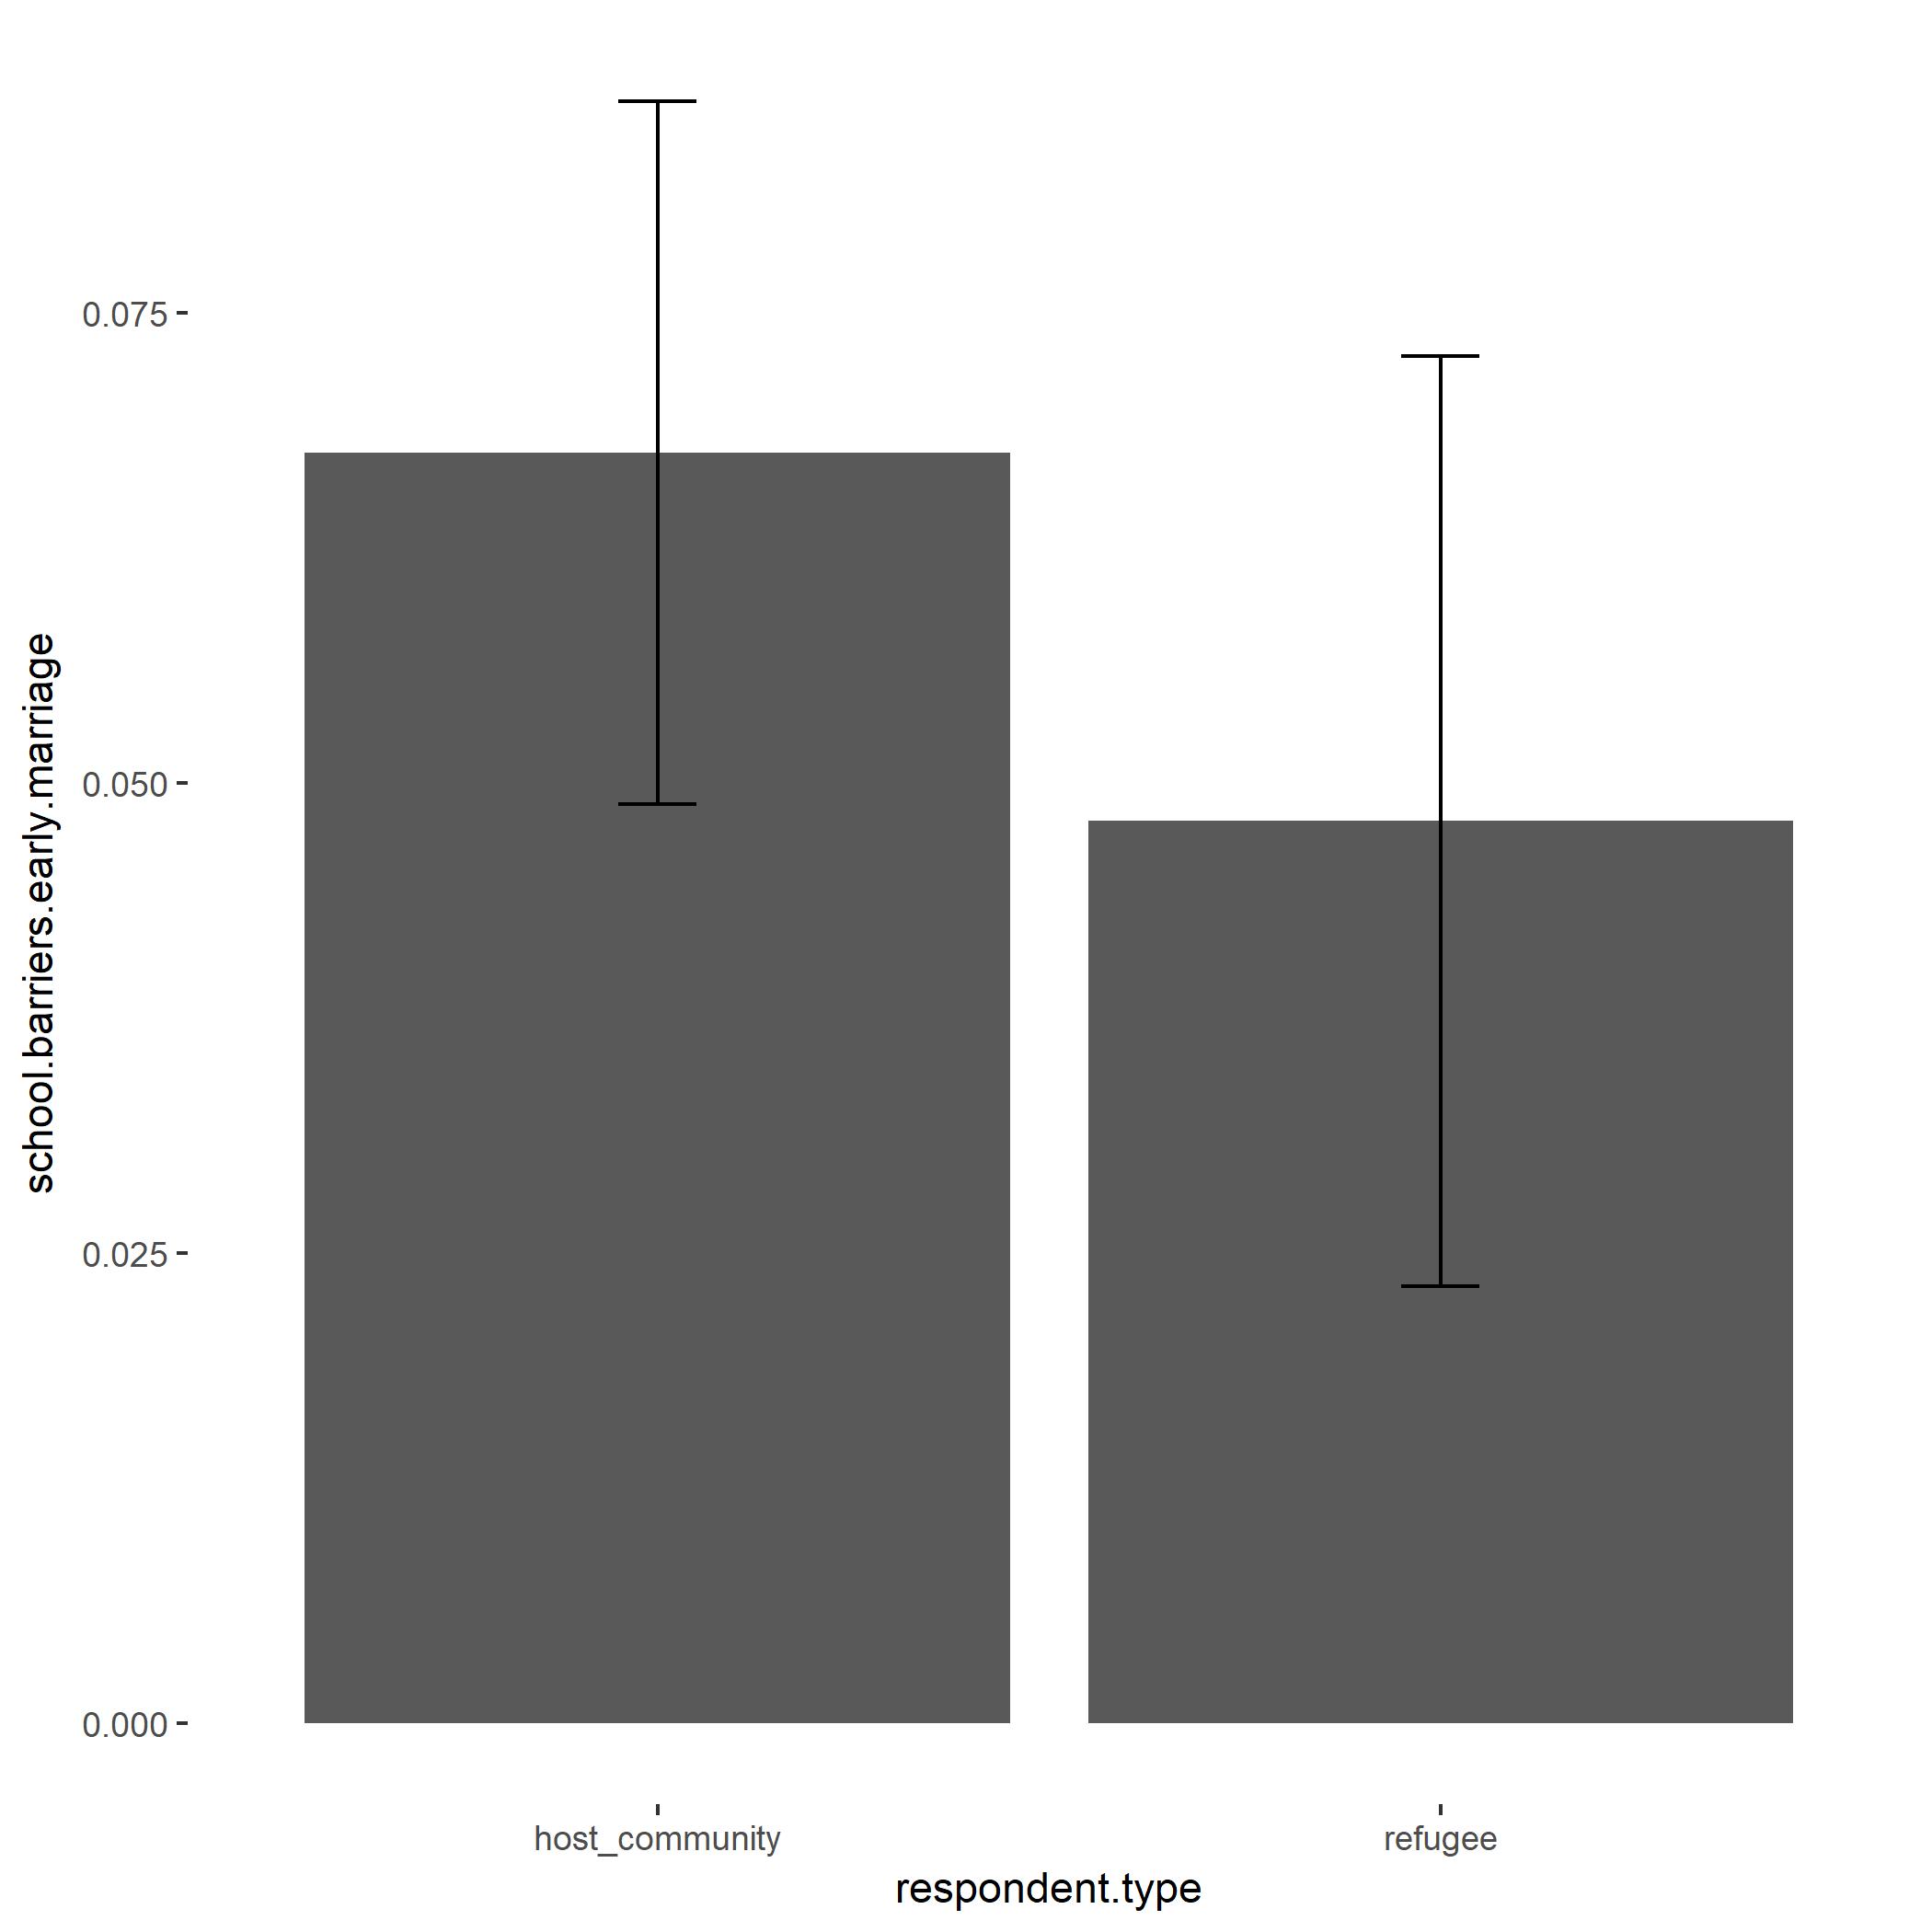 school.barriers.early.marriage
0.075
0.050
0.025
0.000
host_community
refugee
respondent.type